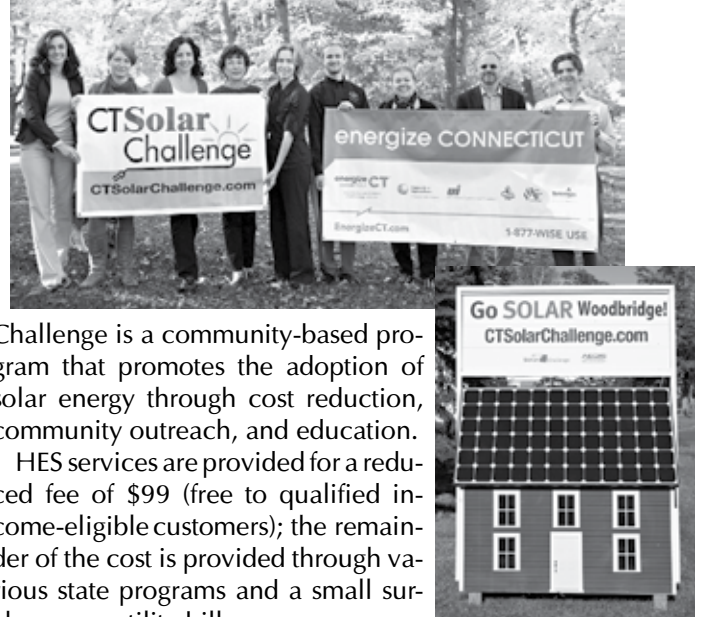 CTSolar
Challenge
CTSolarChallenge.com
energize CONNECTICUT
energize CT
EnergizeCT.com
1-877-WISE USE
Go SOLAR Woodbridge!
CTSolarChallenge.com
Challenge is a community-based pro-
gram that promotes the adoption of
solar energy through cost reduction,
community outreach, and education.
HES services are provided for a redu-
ced fee of $99 (free to qualified in-
come-eligible customers); the remain-
der of the cost is provided through va-
rious state programs and a small sur-